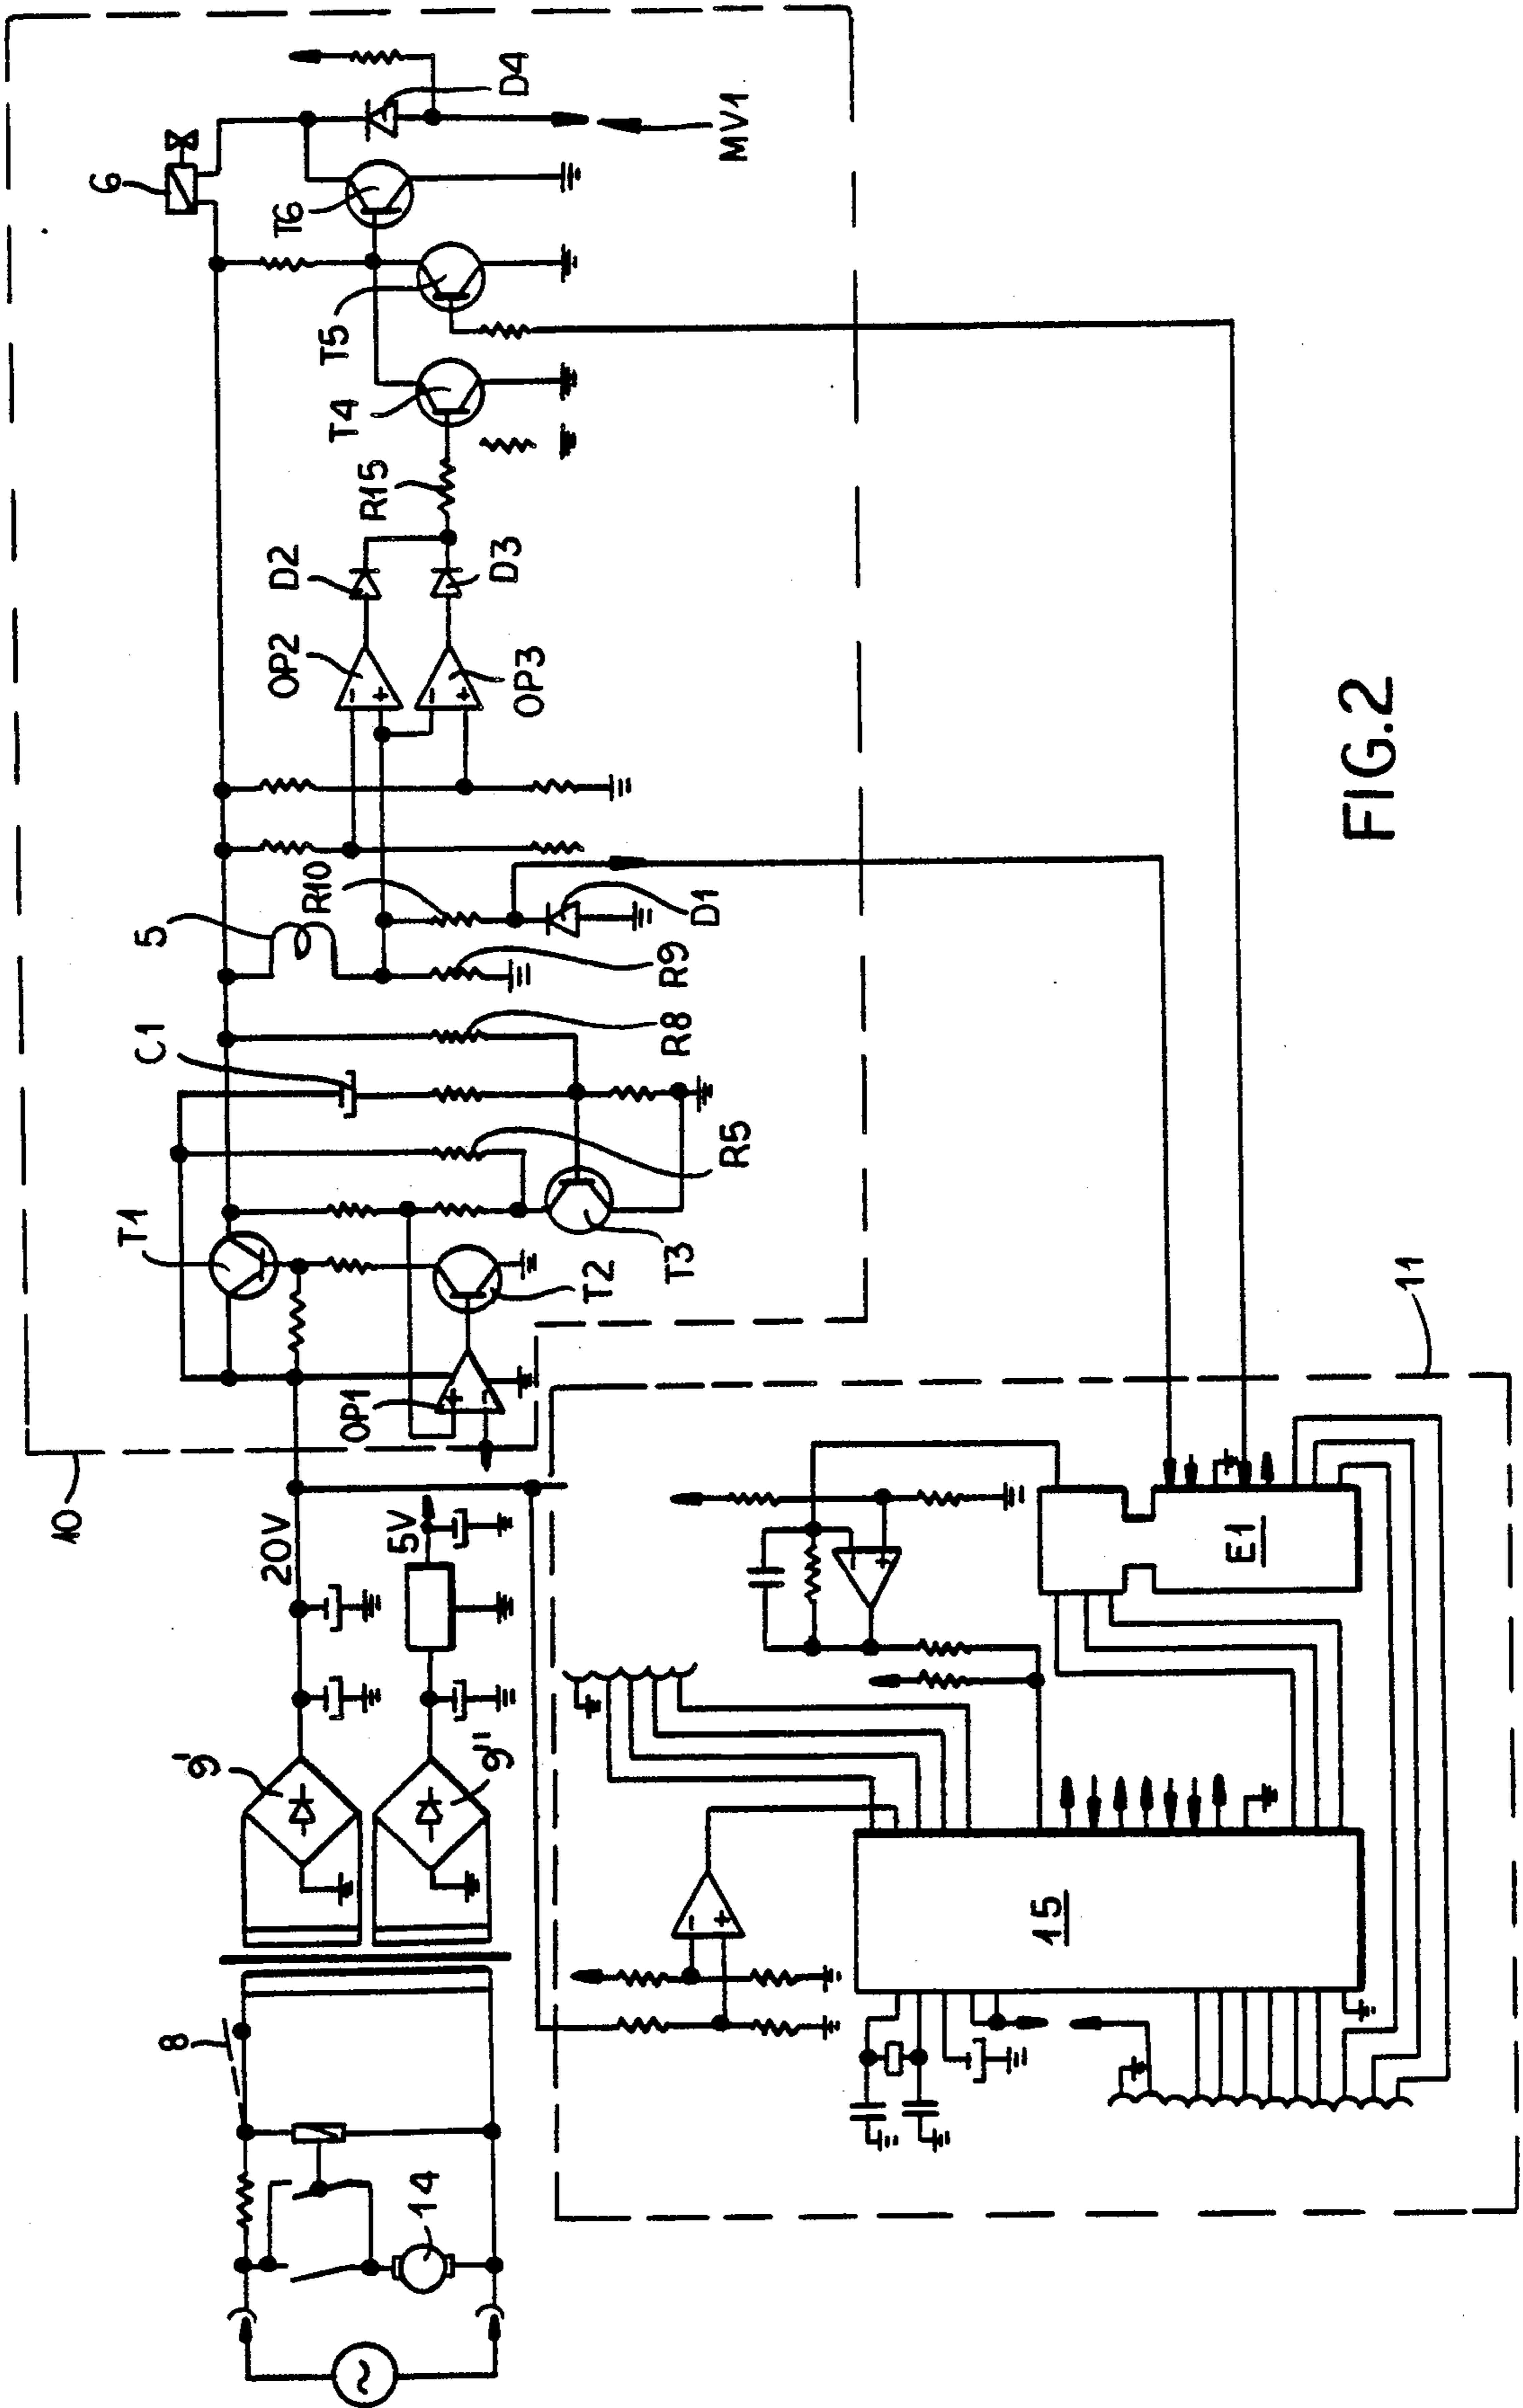 10
6
T6
D4
MV1
T5
T4
R15
D2
D3
OP2
OP3
R10
5
D1
R9
C1
R8
R5
T1
T3
T2
OP1
20V
5V
9'
9"
8
14
11
E1
15
+
-
~
FIG.2